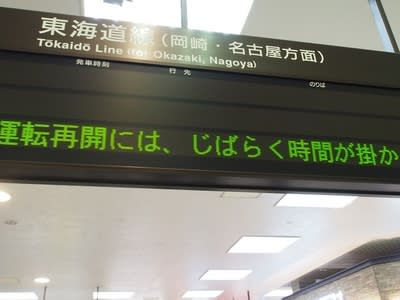 東海道線(岡崎・名古屋方面)
Tōkaidō Line (for Okazaki, Nagoya)
発車時刻 行先 のりば
運転再開には、じばらく時間が掛か